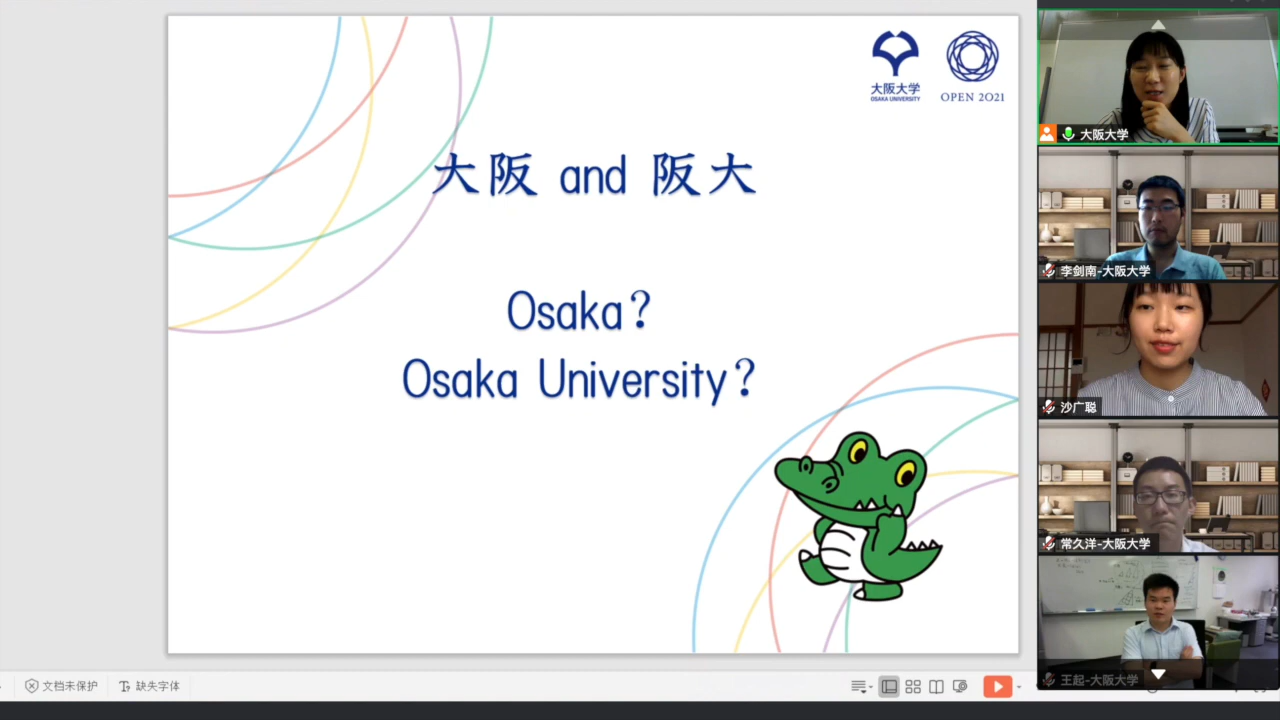 大阪大学
OSAKA UNIVERSITY
OPEN 2021
大阪 and 阪大
Osaka？
Osaka University？
大阪大学
李剑南-大阪大学
沙广聪
常久洋-大阪大学
王起-大阪大学
文档未保护
缺失字体